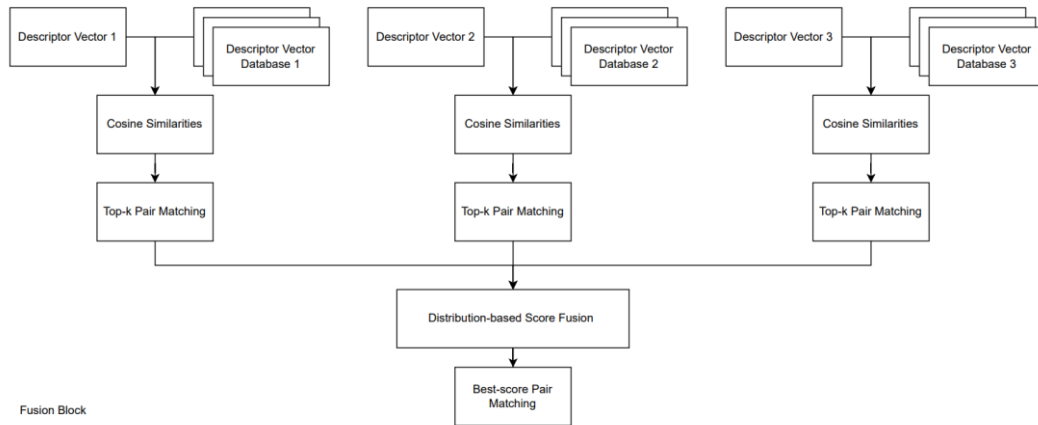 Descriptor Vector 1
Descriptor Vector
Database 1
Descriptor Vector 2
Descriptor Vector
Database 2
Descriptor Vector 3
Descriptor Vector
Database 3
Cosine Similarities
Cosine Similarities
Cosine Similarities
Top-k Pair Matching
Top-k Pair Matching
Top-k Pair Matching
Distribution-based Score Fusion
Best-score Pair
Matching
Fusion Block